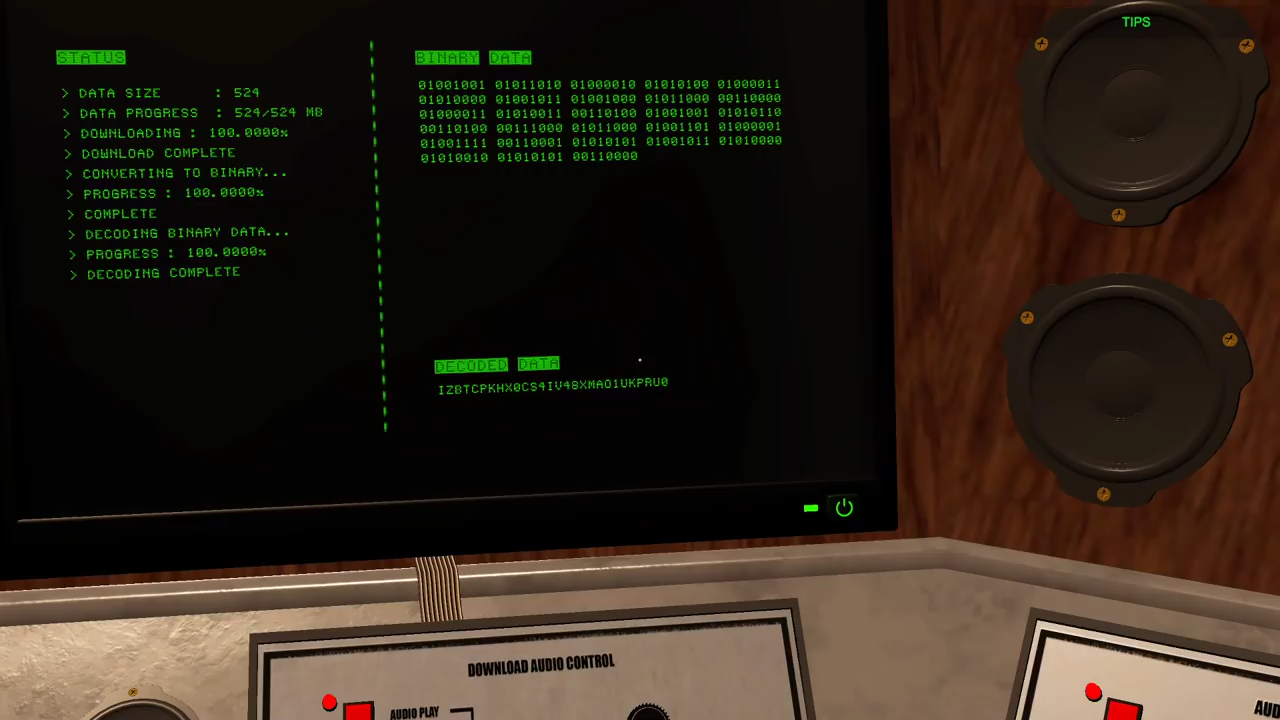 STATUS
> DATA SIZE : 524
> DATA PROGRESS : 524/524 MB
> DOWNLOADING : 100.0000%
> DOWNLOAD COMPLETE
> CONVERTING TO BINARY...
> PROGRESS : 100.0000%
> COMPLETE
> DECODING BINARY DATA...
> PROGRESS : 100.0000%
> DECODING COMPLETE
BINARY DATA
01001001 01011010 01000010 01010100 01000011
01010000 01001011 01001000 01011000 00110000
01000011 01010011 00110100 01001001 01010110
00110100 00111000 01011000 01001101 01000001
01001111 00110001 01010101 01001011 01010000
01010010 01010101 00110000
DECODED DATA
IZBTCPKHX0CS4IV48XMAO1UKPRU0
TIPS
DOWNLOAD AUDIO CONTROL
AUDIO PLAY